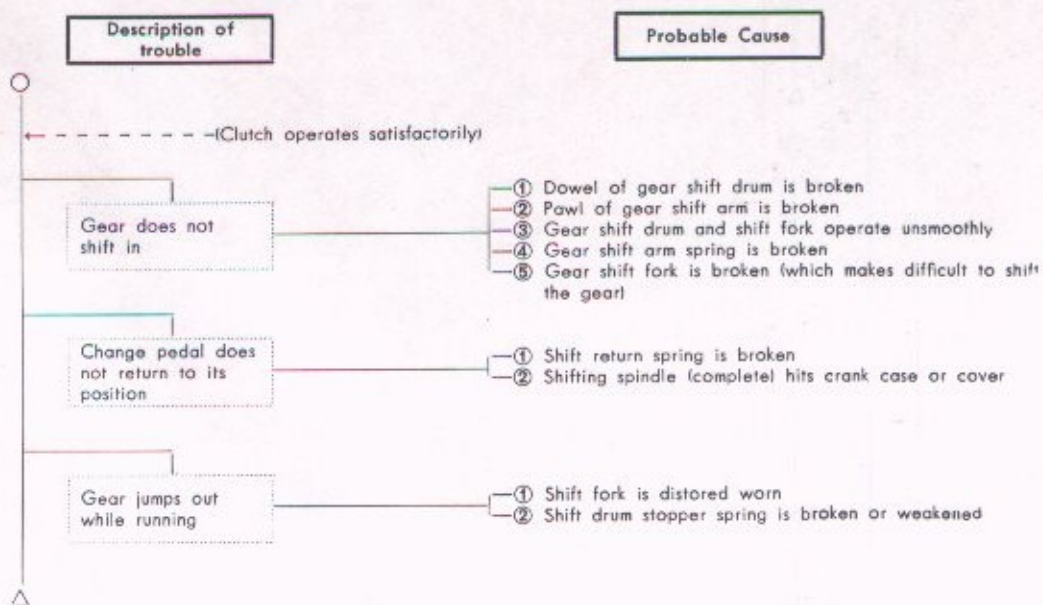 Description of
trouble
Probable Cause
(Clutch operates satisfactorily)
Gear does not
shift in
① Dowel of gear shift drum is broken
② Pawl of gear shift arm is broken
③ Gear shift drum and shift fork operate unsmoothly
④ Gear shift arm spring is broken
⑤ Gear shift fork is broken (which makes difficult to shift
the gear)
Change pedal does
not return to its
position
① Shift return spring is broken
② Shifting spindle (complete) hits crank case or cover
Gear jumps out
while running
① Shift fork is distored worn
② Shift drum stopper spring is broken or weakened